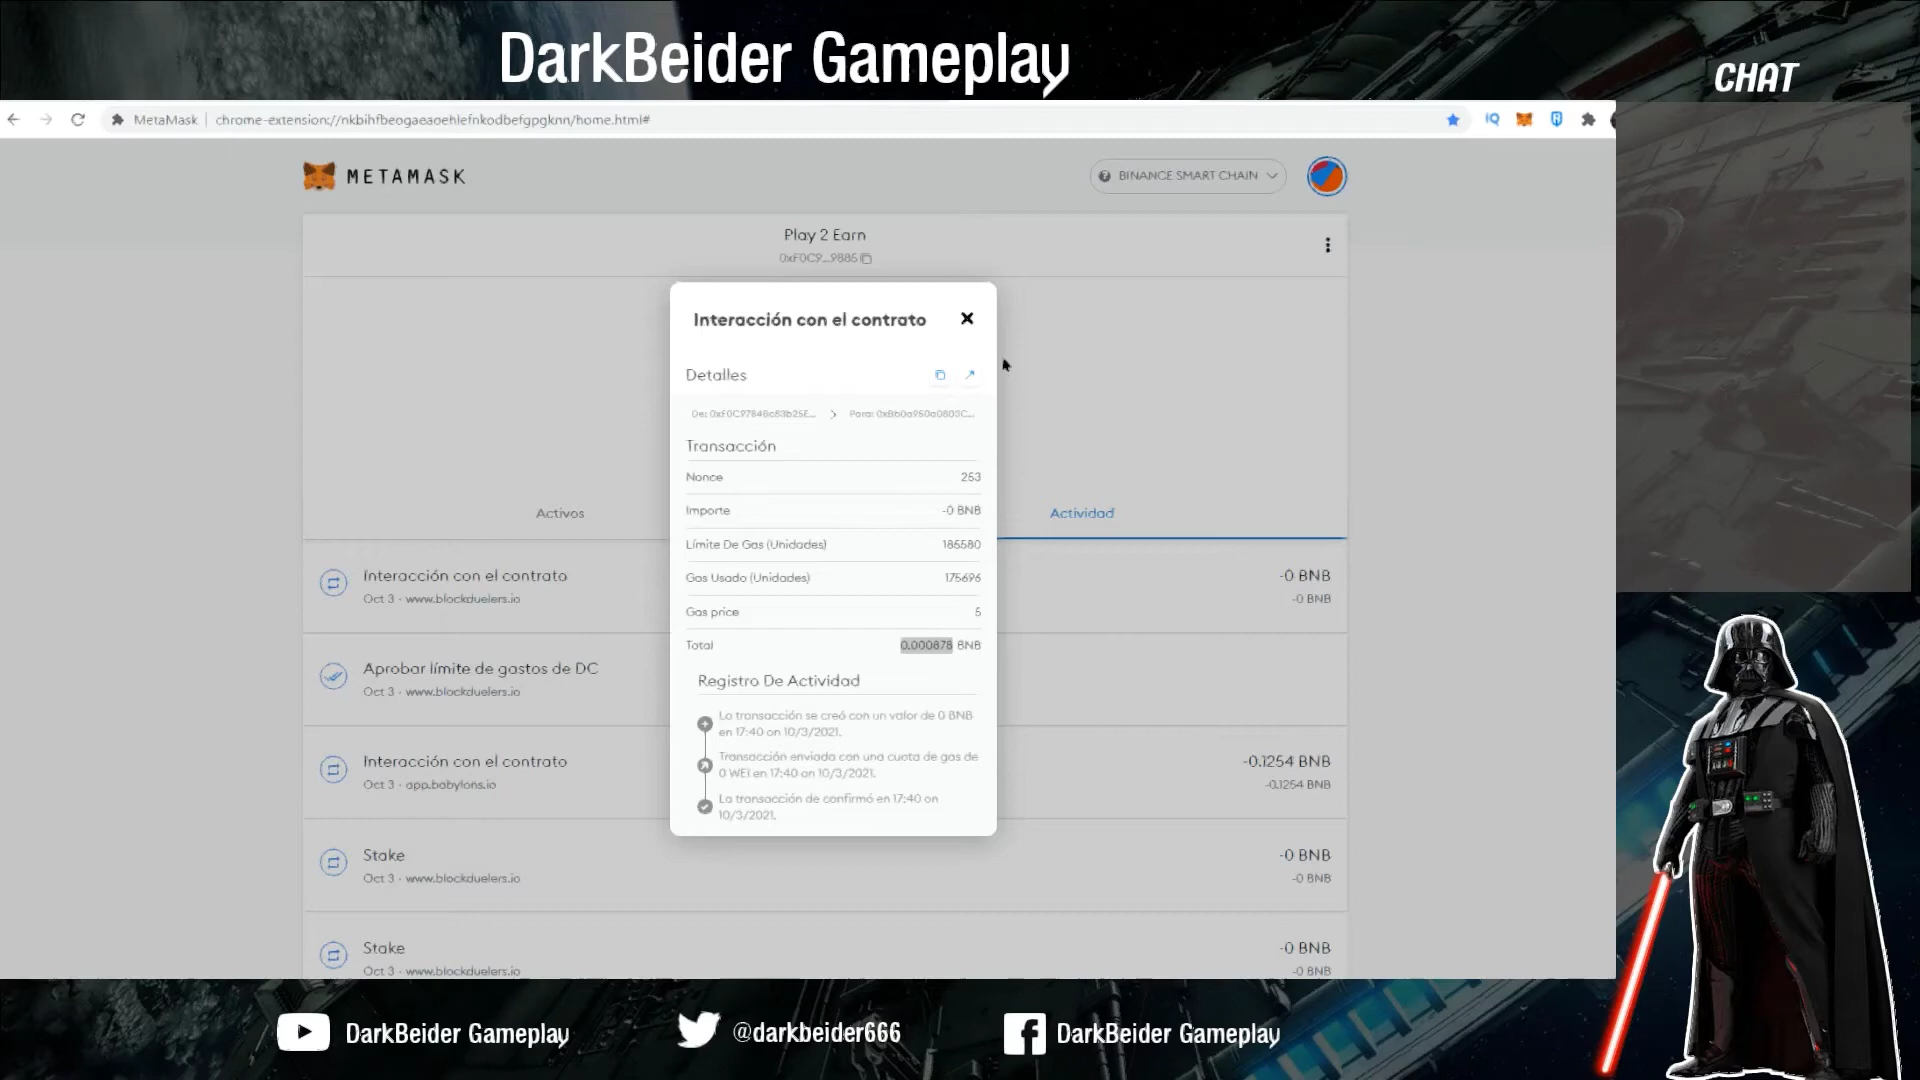 DarkBeider Gameplay
CHAT
MetaMask | chrome-extension://nkbihfbeogaeaoehlefnkodbefgpgknn/home.html#
METAMASK
BINANCE SMART CHAIN
Play 2 Earn
0xF0C9...9885
Interacción con el contrato
Detalles
De: 0xF0C97848c83b25E... > Para: 0xBb0a950a0803C...
Transacción
Nonce 253
Importe -0 BNB
Límite De Gas (Unidades) 185580
Gas Usado (Unidades) 175696
Gas price 5
Total 0.000878 BNB
Registro De Actividad
La transacción se creó con un valor de 0 BNB
en 17:40 on 10/3/2021.
Transacción enviada con una cuota de gas de
0 WEI en 17:40 on 10/3/2021.
La transacción de confirmó en 17:40 on
10/3/2021.
Activos
Actividad
Interacción con el contrato -0 BNB
Oct 3 · www.blockduelers.io -0 BNB
Aprobar límite de gastos de DC
Oct 3 · www.blockduelers.io
Interacción con el contrato -0.1254 BNB
Oct 3 · app.babylons.io -0.1254 BNB
Stake -0 BNB
Oct 3 · www.blockduelers.io -0 BNB
Stake -0 BNB
Oct 3 · www.blockduelers.io -0 BNB
DarkBeider Gameplay
@darkbeider666
DarkBeider Gameplay